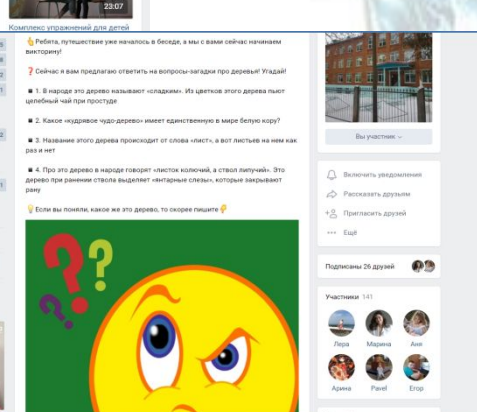 23:07
Комплекс упражнений для детей
👆Ребята, путешествие уже началось в беседе, а мы с вами сейчас начинаем
викторину!
❓Сейчас я вам предлагаю ответить на вопросы-загадки про деревья! Угадай!
■ 1. В народе это дерево называют «сладким». Из цветков этого дерева пьют
целебный чай при простуде
■ 2. Какое «кудрявое чудо-дерево» имеет единственную в мире белую кору?
■ 3. Название этого дерева происходит от слова «лист», а вот листьев на нем как
раз и нет
■ 4. Про это дерево в народе говорят «листок колючий, а ствол липучий». Это
дерево при ранении ствола выделяет «янтарные слезы», которые закрывают
рану
💡Если вы поняли, какое же это дерево, то скорее пишите
???
Вы участник
Включить уведомления
Рассказать друзьям
Пригласить друзей
Ещё
Подписаны 26 друзей
Участники 141
Лера Марина Аня
Арина Pavel Егор